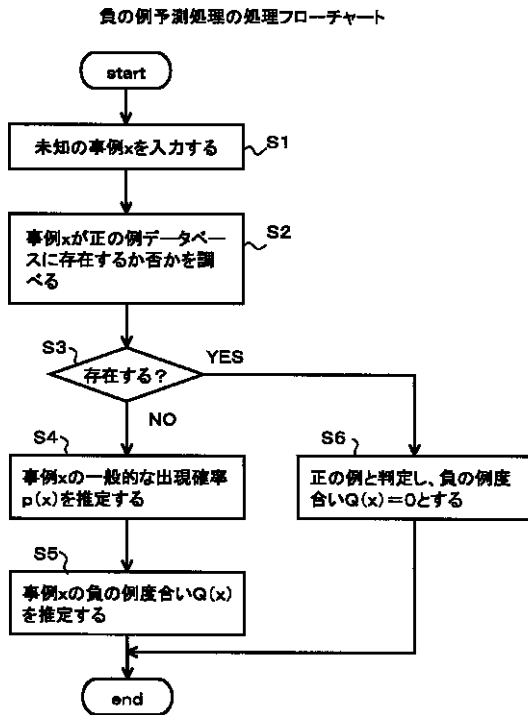 負の例予測処理の処理フローチャート
start
未知の事例xを入力する
S1
事例xが正の例データベー
スに存在するか否かを調
べる
S2
S3
存在する?
YES
NO
S4
事例xの一般的な出現確率
p(x)を推定する
S6
正の例と判定し、負の例度
合いQ(x)=0とする
S5
事例xの負の例度合いQ(x)
を推定する
end